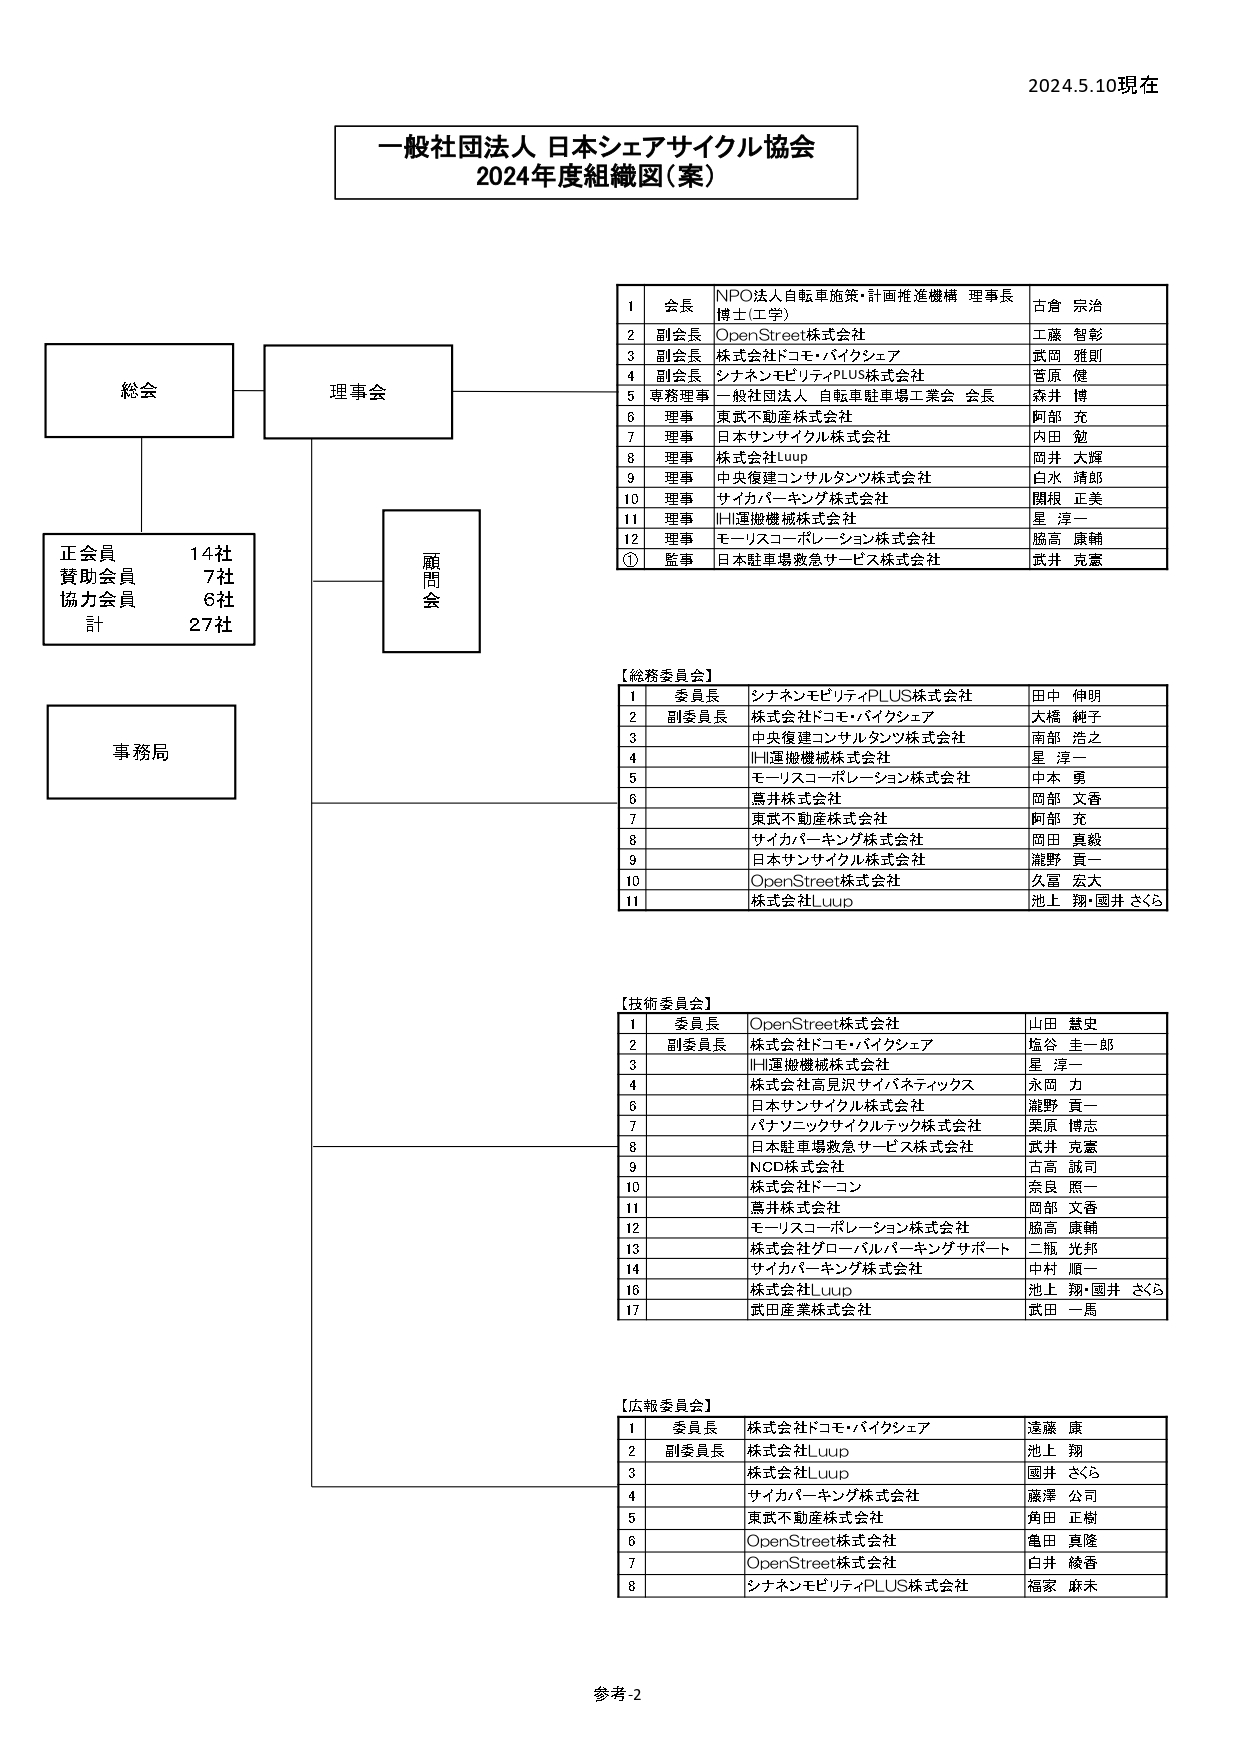 2024.5.10現在
一般社団法人 日本シェアサイクル協会
2024年度組織図（案）
総会
理事会
正会員 14社
賛助会員 7社
協力会員 6社
計 27社
顧問会
事務局
1 会長 NPO法人自転車施策・計画推進機構 理事長 博士(工学) 古倉 宗治
2 副会長 OpenStreet株式会社 工藤 智彰
3 副会長 株式会社ドコモ・バイクシェア 武岡 雅則
4 副会長 シナネンモビリティPLUS株式会社 菅原 健
5 専務理事 一般社団法人 自転車駐車場工業会 会長 森井 博
6 理事 東武不動産株式会社 阿部 充
7 理事 日本サンサイクル株式会社 内田 勉
8 理事 株式会社Luup 岡井 大輝
9 理事 中央復建コンサルタンツ株式会社 白水 靖郎
10 理事 サイカパーキング株式会社 関根 正美
11 理事 IHI運搬機械株式会社 星 淳一
12 理事 モーリスコーポレーション株式会社 脇高 康輔
① 監事 日本駐車場救急サービス株式会社 武井 克憲
【総務委員会】
1 委員長 シナネンモビリティPLUS株式会社 田中 伸明
2 副委員長 株式会社ドコモ・バイクシェア 大橋 純子
3 中央復建コンサルタンツ株式会社 南部 浩之
4 IHI運搬機械株式会社 星 淳一
5 モーリスコーポレーション株式会社 中本 勇
6 蔦井株式会社 岡部 文香
7 東武不動産株式会社 阿部 充
8 サイカパーキング株式会社 岡田 真毅
9 日本サンサイクル株式会社 瀧野 貢一
10 OpenStreet株式会社 久冨 宏大
11 株式会社Luup 池上 翔・國井 さくら
【技術委員会】
1 委員長 OpenStreet株式会社 山田 慧史
2 副委員長 株式会社ドコモ・バイクシェア 塩谷 圭一郎
3 IHI運搬機械株式会社 星 淳一
4 株式会社高見沢サイバネティックス 永岡 力
6 日本サンサイクル株式会社 瀧野 貢一
7 パナソニックサイクルテック株式会社 栗原 博志
8 日本駐車場救急サービス株式会社 武井 克憲
9 NCD株式会社 古高 誠司
10 株式会社ドーコン 奈良 照一
11 蔦井株式会社 岡部 文香
12 モーリスコーポレーション株式会社 脇高 康輔
13 株式会社グローバルパーキングサポート 二瓶 光邦
14 サイカパーキング株式会社 中村 順一
16 株式会社Luup 池上 翔・國井 さくら
17 武田産業株式会社 武田 一馬
【広報委員会】
1 委員長 株式会社ドコモ・バイクシェア 遠藤 康
2 副委員長 株式会社Luup 池上 翔
3 株式会社Luup 國井 さくら
4 サイカパーキング株式会社 藤澤 公司
5 東武不動産株式会社 角田 正樹
6 OpenStreet株式会社 亀田 真隆
7 OpenStreet株式会社 白井 綾香
8 シナネンモビリティPLUS株式会社 福家 麻未
参考-2